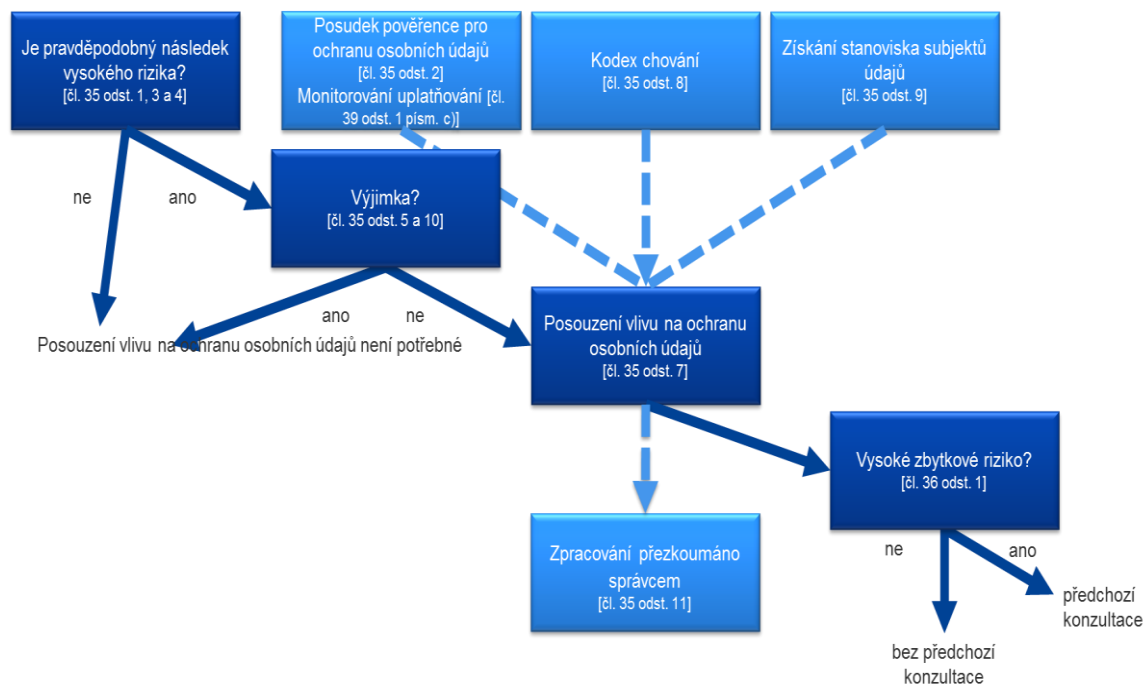 Je pravděpodobný následek
vysokého rizika?
[čl. 35 odst. 1, 3 a 4]
Posudek pověřence pro
ochranu osobních údajů
[čl. 35 odst. 2]
Monitorování uplatňování [čl.
39 odst. 1 písm. c)]
Kodex chování
[čl. 35 odst. 8]
Získání stanoviska subjektů
údajů
[čl. 35 odst. 9]
ne
ano
Výjimka?
[čl. 35 odst. 5 a 10]
ano
ne
Posouzení vlivu na ochranu osobních údajů není potřebné
Posouzení vlivu na ochranu
osobních údajů
[čl. 35 odst. 7]
Vysoké zbytkové riziko?
[čl. 36 odst. 1]
Zpracování přezkoumáno
správcem
[čl. 35 odst. 11]
ne
ano
předchozí
konzultace
bez předchozí
konzultace